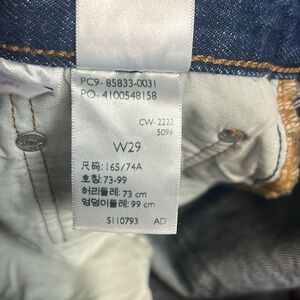 PC9- 85833-0031
PO- 4100548158
CW-2222
5096
W29
尺码: 165/74A
호칭: 73-99
허리둘레: 73 cm
엉덩이둘레: 99 cm
S110793 AD